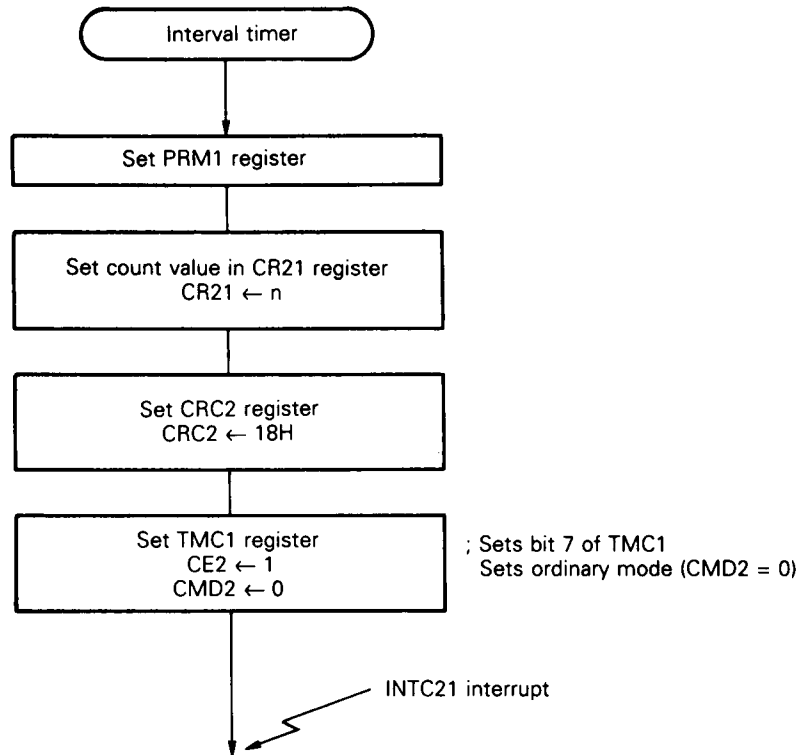 Interval timer
Set PRM1 register
Set count value in CR21 register
CR21 ← n
Set CRC2 register
CRC2 ← 18H
Set TMC1 register
CE2 ← 1
CMD2 ← 0
; Sets bit 7 of TMC1
Sets ordinary mode (CMD2 = 0)
INTC21 interrupt